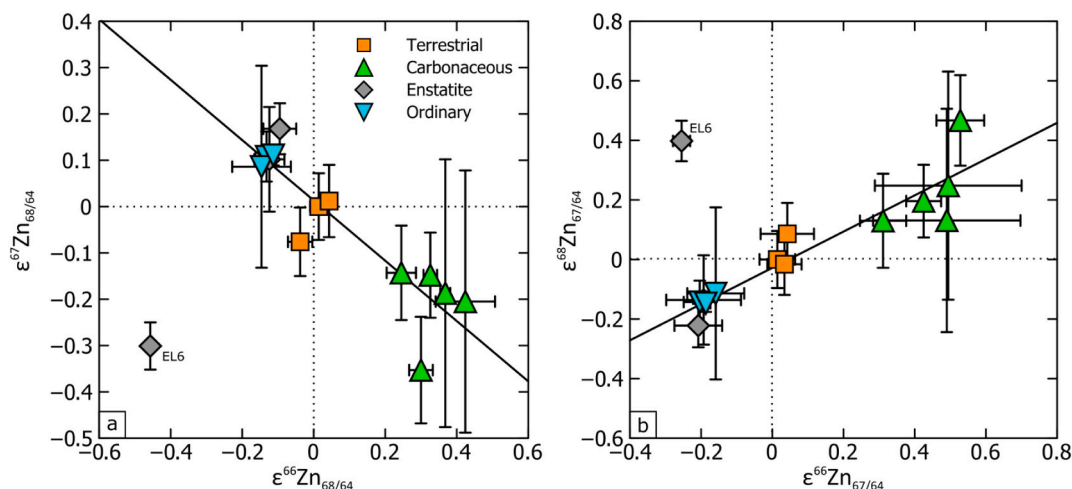 0.4
0.3
0.2
0.1
0
−0.1
−0.2
−0.3
−0.4
−0.5
−0.6 −0.4 −0.2 0 0.2 0.4 0.6
ε⁶⁷Zn₆₈/₆₄
ε⁶⁶Zn₆₈/₆₄
Terrestrial
Carbonaceous
Enstatite
Ordinary
EL6
a
0.8
0.6
0.4
0.2
0
−0.2
−0.4
−0.6
−0.4 −0.2 0 0.2 0.4 0.6 0.8
ε⁶⁸Zn₆₇/₆₄
ε⁶⁶Zn₆₇/₆₄
EL6
b